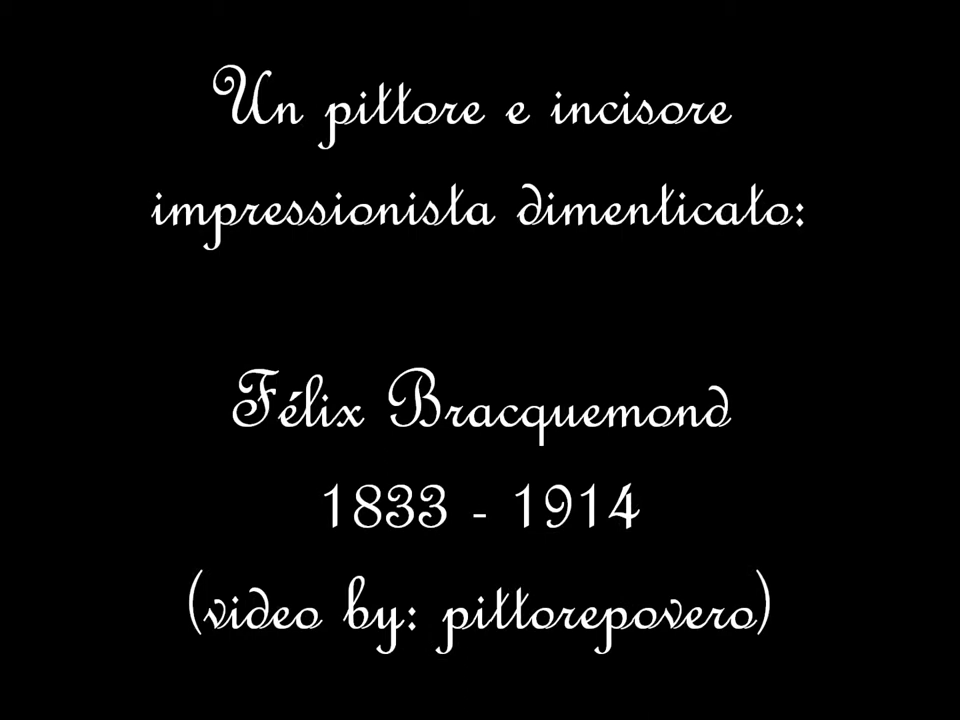 Un pittore e incisore
impressionista dimenticato:
Félix Bracquemond
1833 - 1914
(video by: pittorepovero)